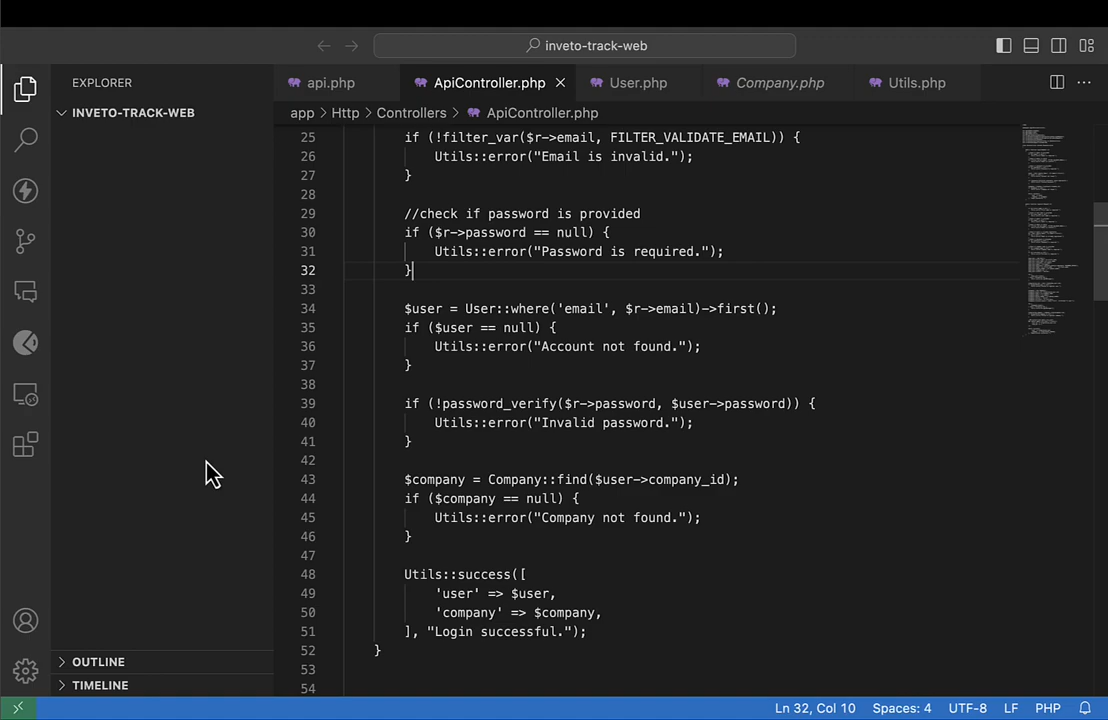 inveto-track-web
EXPLORER
INVETO-TRACK-WEB
OUTLINE
TIMELINE
api.php
ApiController.php
User.php
Company.php
Utils.php
app > Http > Controllers > ApiController.php
25 if (!filter_var($r->email, FILTER_VALIDATE_EMAIL)) {
26 Utils::error("Email is invalid.");
27 }
28
29 //check if password is provided
30 if ($r->password == null) {
31 Utils::error("Password is required.");
32 }
33
34 $user = User::where('email', $r->email)->first();
35 if ($user == null) {
36 Utils::error("Account not found.");
37 }
38
39 if (!password_verify($r->password, $user->password)) {
40 Utils::error("Invalid password.");
41 }
42
43 $company = Company::find($user->company_id);
44 if ($company == null) {
45 Utils::error("Company not found.");
46 }
47
48 Utils::success([
49 'user' => $user,
50 'company' => $company,
51 ], "Login successful.");
52 }
53
54
Ln 32, Col 10
Spaces: 4
UTF-8
LF
PHP